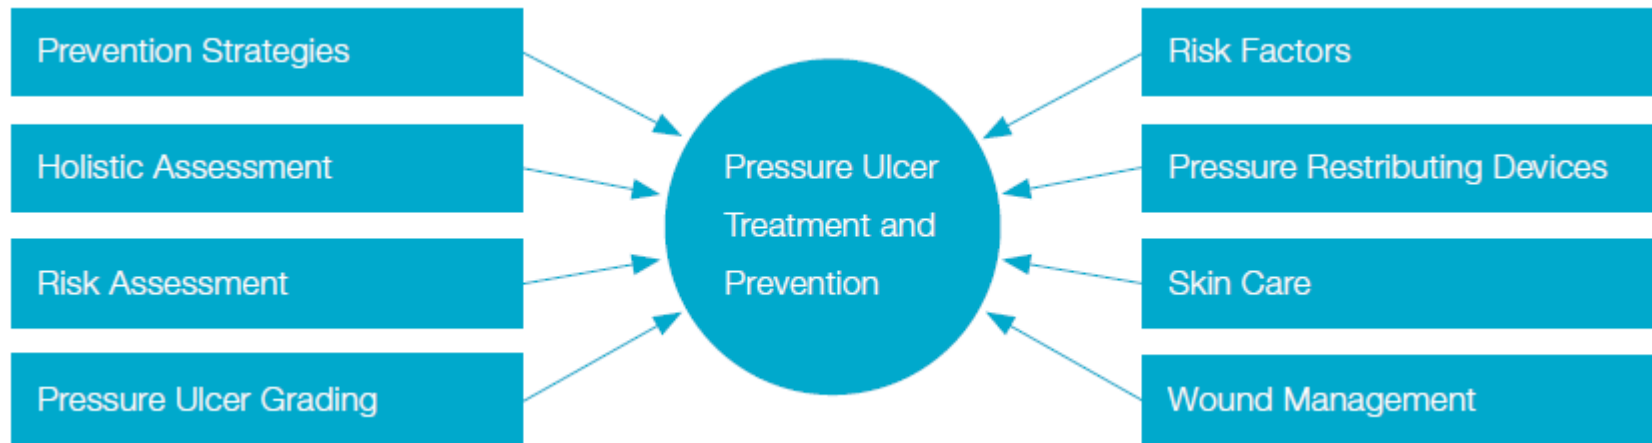 Prevention Strategies
Holistic Assessment
Risk Assessment
Pressure Ulcer Grading
Pressure Ulcer
Treatment and
Prevention
Risk Factors
Pressure Restributing Devices
Skin Care
Wound Management